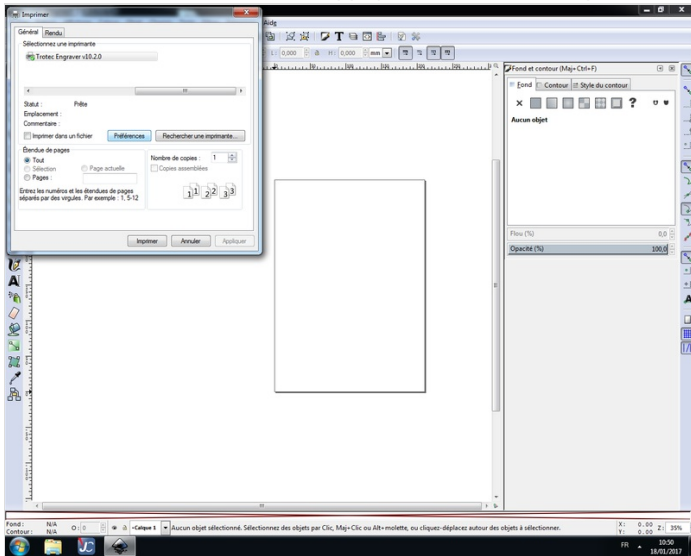 Imprimer
Aide
Général Rendu
Sélectionnez une imprimante
Trotec Engraver v10.2.0
Statut : Prête
Emplacement :
Commentaire :
Imprimer dans un fichier Préférences Rechercher une imprimante...
Étendue de pages
Tout
Sélection Page actuelle
Pages :
Entrez les numéros et les étendues de pages
séparés par des virgules. Par exemple : 1, 5-12
Nombre de copies : 1
Copies assemblées
11 22 33
Imprimer Annuler Appliquer
L: 0,000 H: 0,000 mm
Fond et contour (Maj+Ctrl+F)
Fond Contour Style du contour
Aucun objet
Flou (%) 0,0
Opacité (%) 100,0
Fond : N/A
Contour : N/A
O: 0
Calque 1
Aucun objet sélectionné. Sélectionnez des objets par Clic, Maj+Clic ou Alt+molette, ou cliquez-déplacez autour des objets à sélectionner.
X: 0.00
Y: 0.00
Z: 35%
FR
10:50
18/01/2017